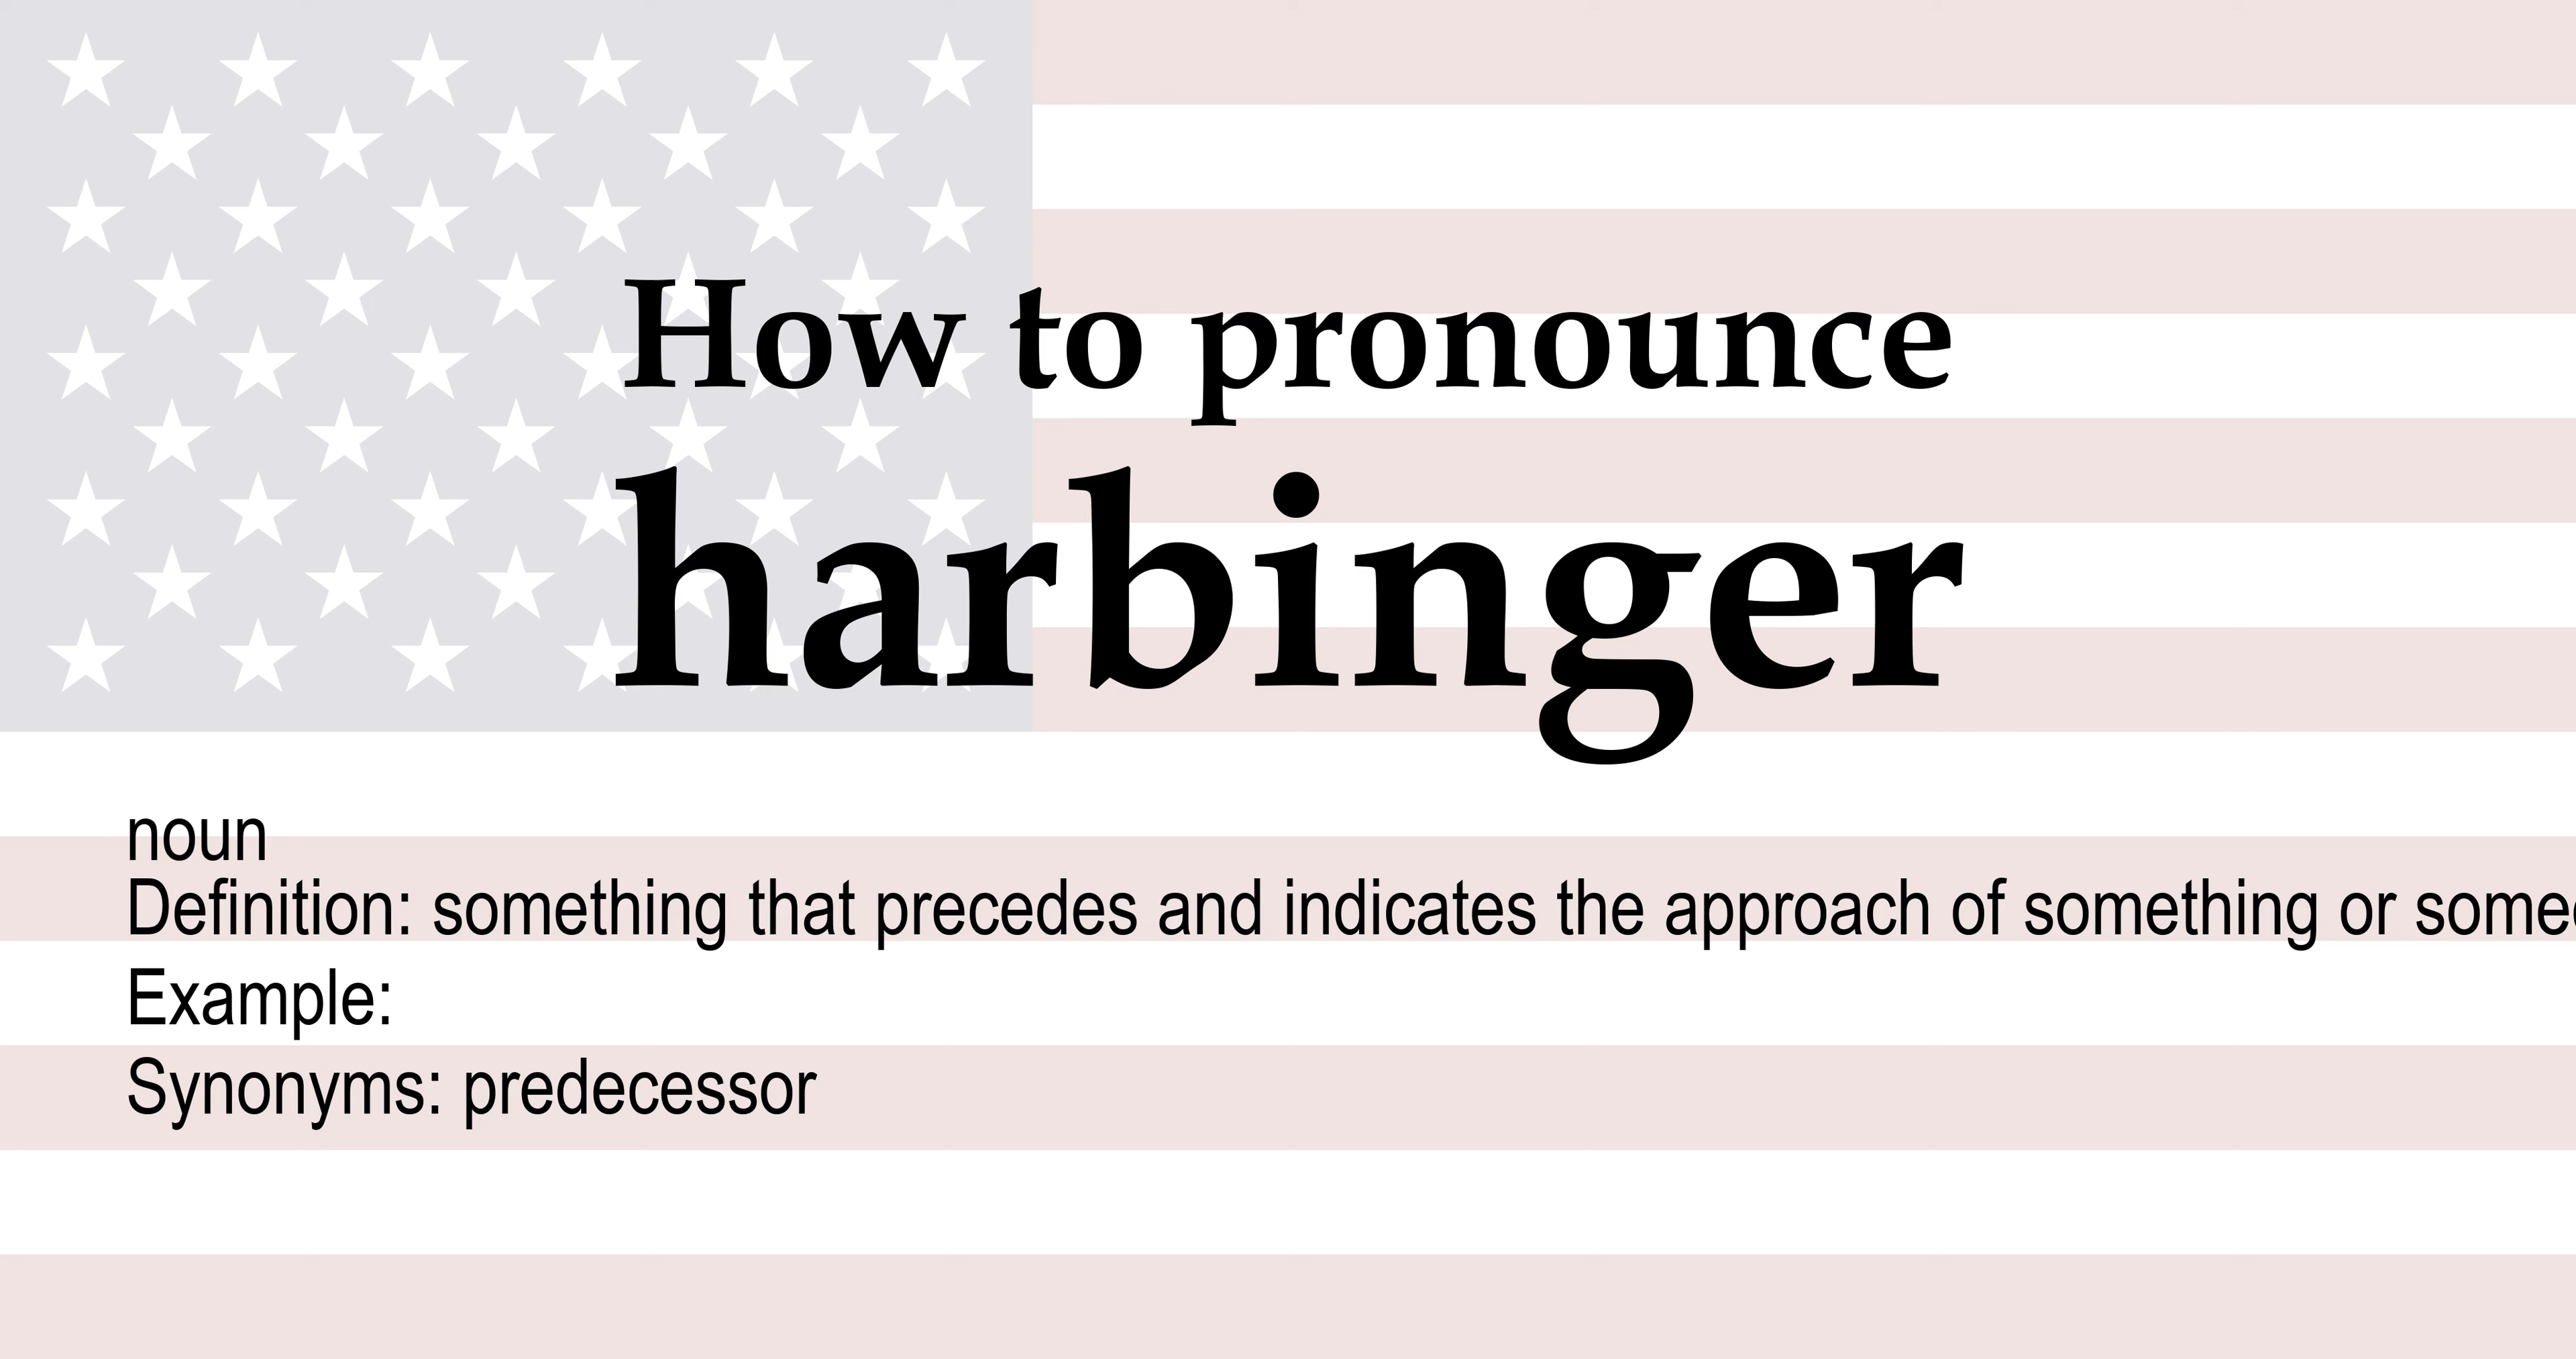 How to pronounce
harbinger
noun
Definition: something that precedes and indicates the approach of something or
Example:
Synonyms: predecessor